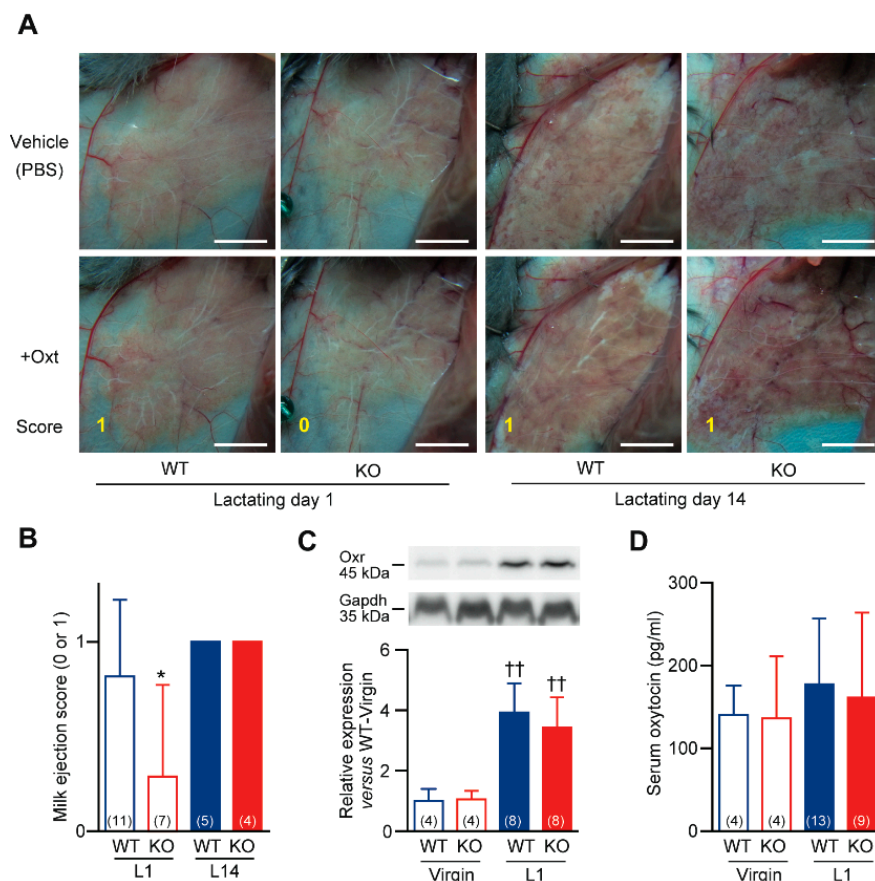 A
Vehicle
(PBS)
+Oxt
Score
1
0
1
1
WT
KO
WT
KO
Lactating day 1
Lactating day 14
B
Milk ejection score (0 or 1)
1
0
*
(11)
(7)
(5)
(4)
WT KO WT KO
L1
L14
C
Oxr
45 kDa
Gapdh
35 kDa
Relative expression
versus WT-Virgin
6
4
2
0
††
††
(4)
(4)
(8)
(8)
WT KO WT KO
Virgin
L1
D
Serum oxytocin (pg/ml)
300
200
150
0
(4)
(4)
(13)
(9)
WT KO WT KO
Virgin
L1